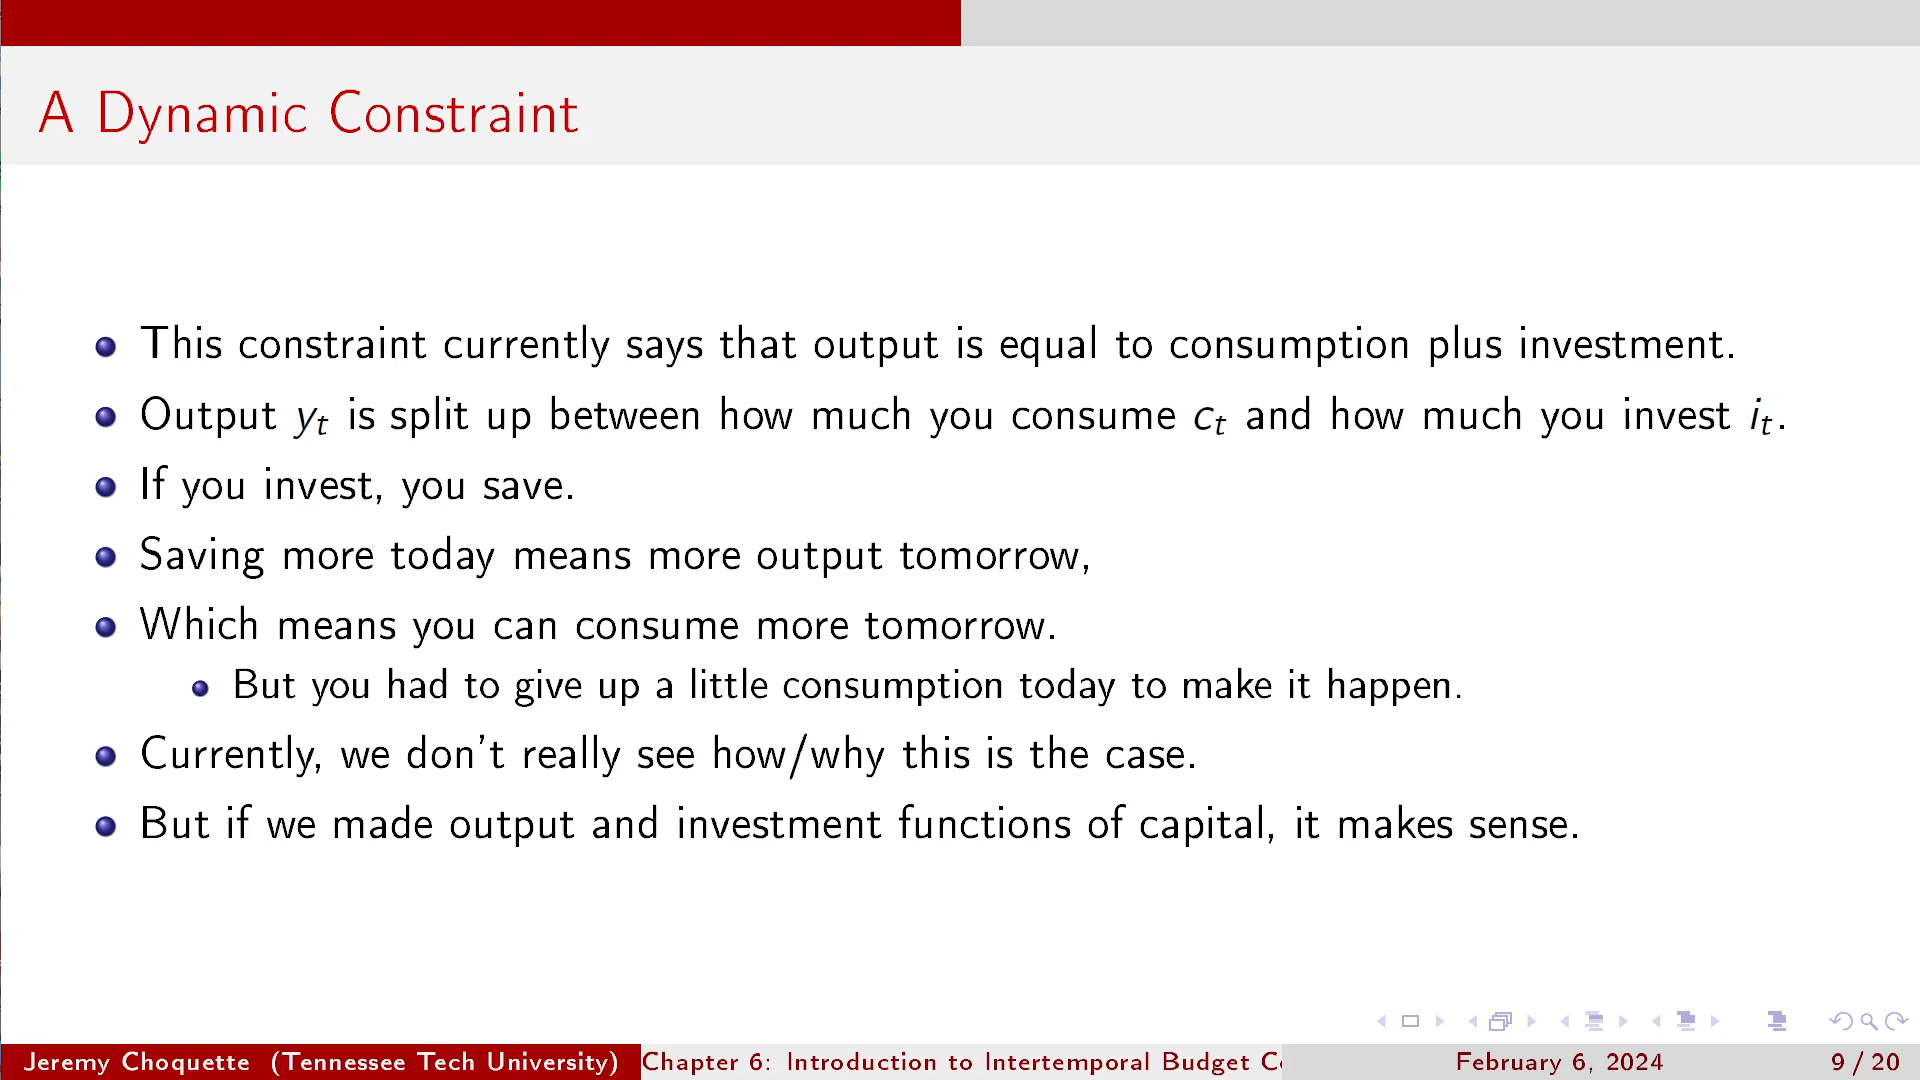 A Dynamic Constraint
This constraint currently says that output is equal to consumption plus investment.
Output yₜ is split up between how much you consume cₜ and how much you invest iₜ.
If you invest, you save.
Saving more today means more output tomorrow,
Which means you can consume more tomorrow.
But you had to give up a little consumption today to make it happen.
Currently, we don't really see how/why this is the case.
But if we made output and investment functions of capital, it makes sense.
Jeremy Choquette (Tennessee Tech University) Chapter 6: Introduction to Intertemporal Budget February 6, 2024 9 / 20